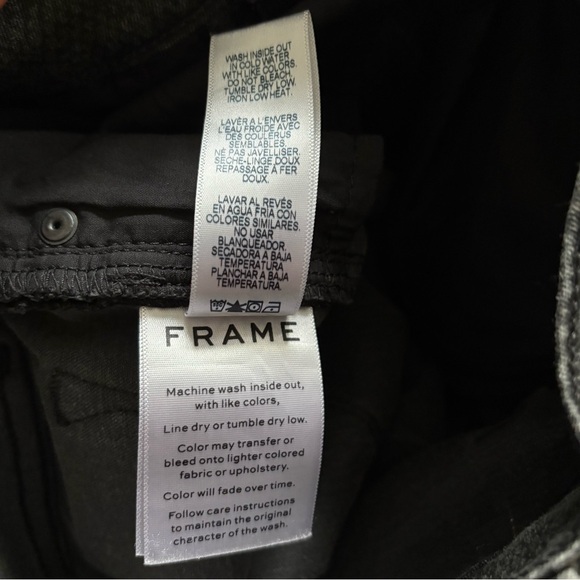 WASH INSIDE OUT
IN COLD WATER
WITH LIKE COLORS.
DO NOT BLEACH.
TUMBLE DRY LOW.
IRON LOW HEAT.
LAVÉR A L'ENVERS
L'EAU FROIDE AVEC
DES COULERUS
SEMBLABLES.
NE PAS JAVELLISER.
SECHE-LINGE DOUX
REPASSAGE A FER
DOUX.
LAVAR AL REVÉS
EN AGUA FRIA CON
COLORES SIMILARES.
NO USAR
BLANQUEADOR.
SECADORA A BAJA
TEMPERATURA
PLANCHAR A BAJA
TEMPERATURA
FRAME
Machine wash inside out,
with like colors,
Line dry or tumble dry low.
Color may transfer or
bleed onto lighter colored
fabric or upholstery.
Color will fade over time.
Follow care instructions
to maintain the original
character of the wash.